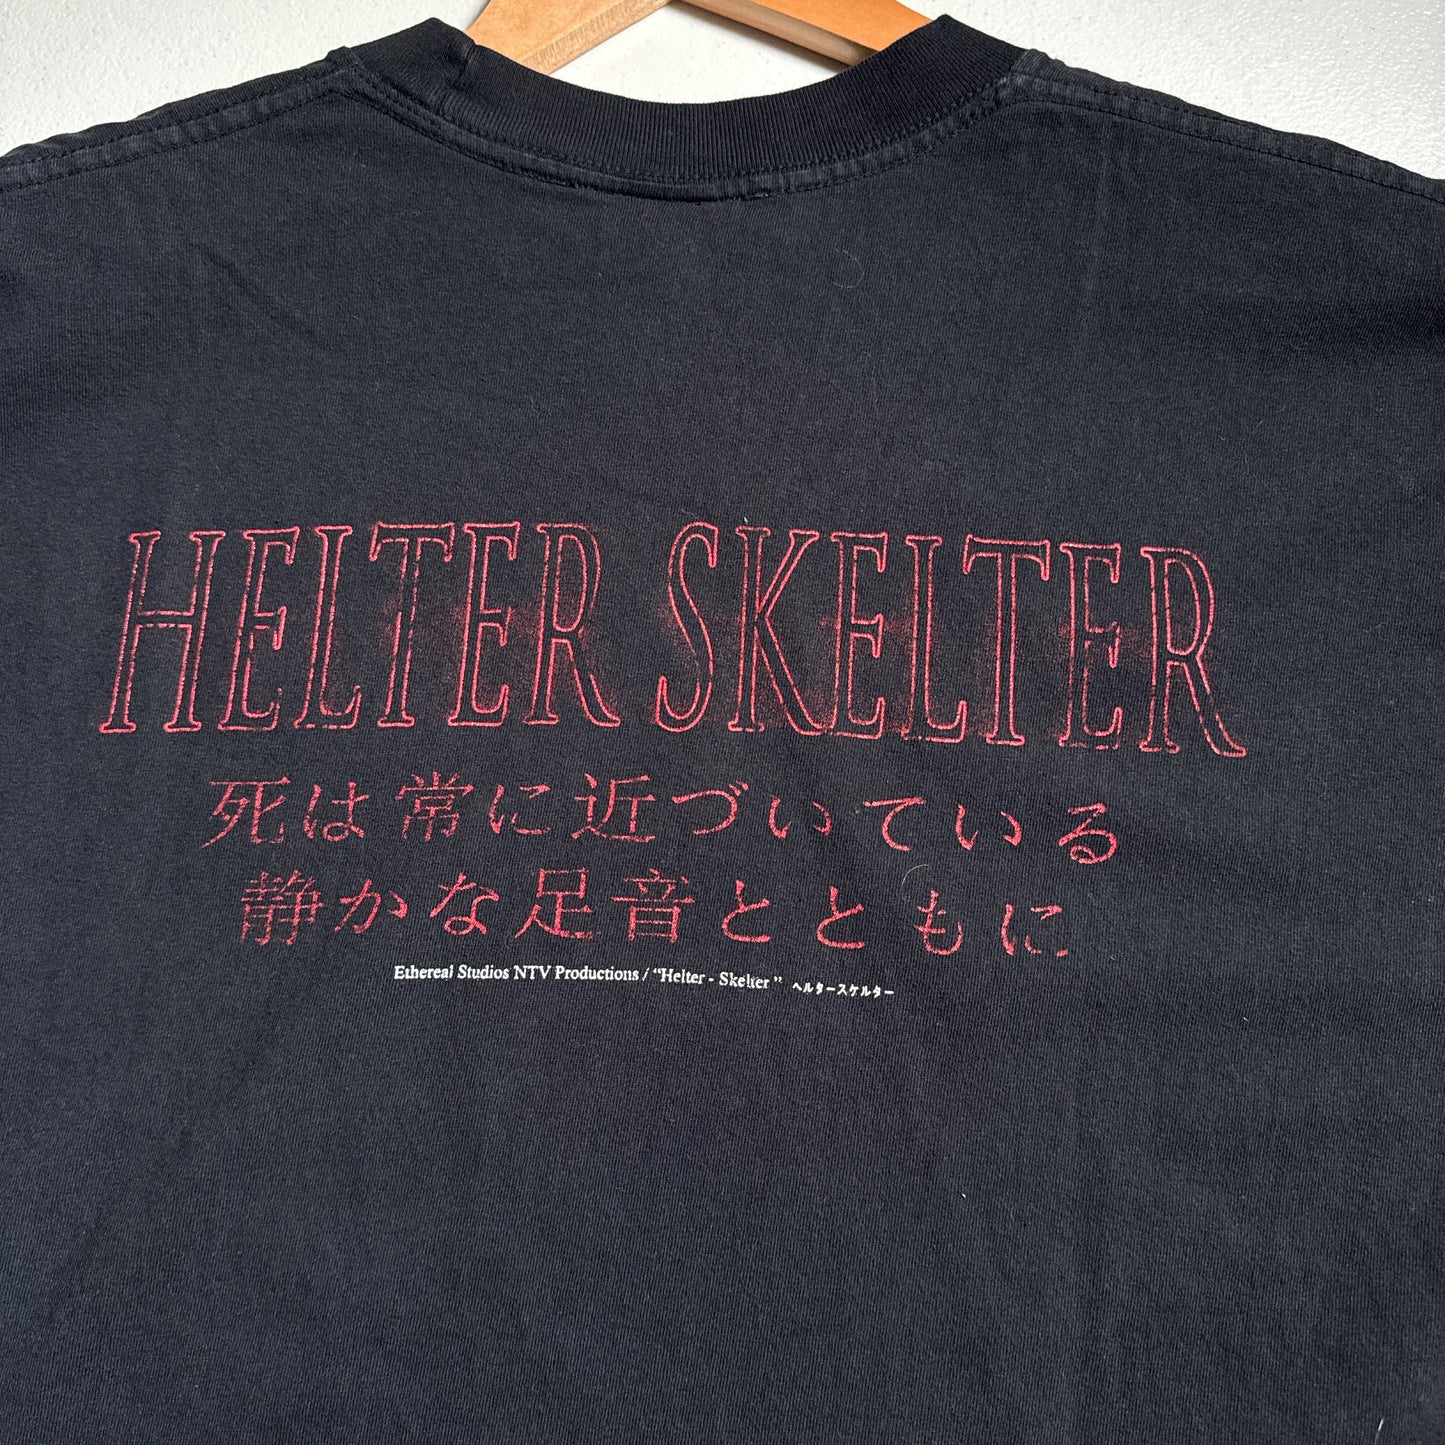 HELTER SKELTER
死は常に近づいている
静かな足音とともに
Ethereal Studios NTV Productions / “Helter - Skelter ” ヘルタースケルター